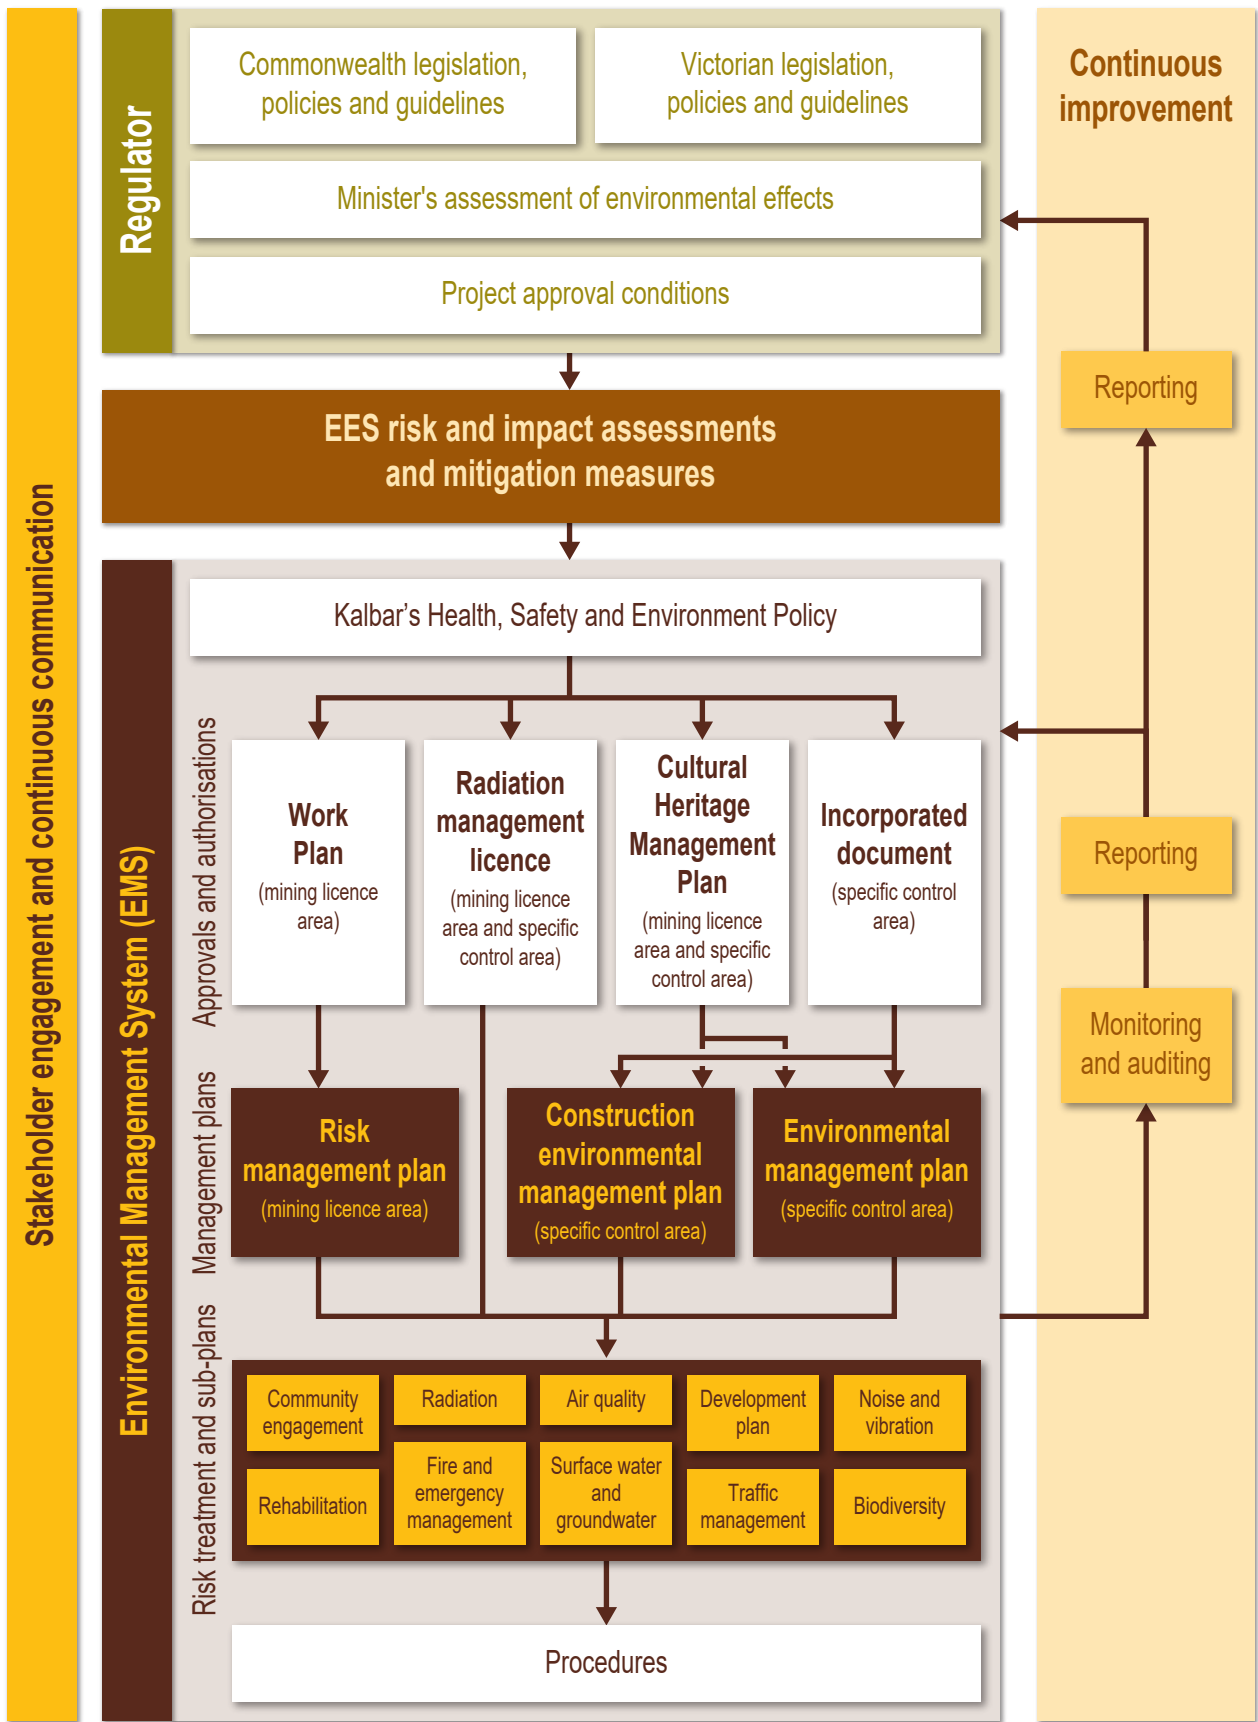 Stakeholder engagement and continuous communication
Regulator
Commonwealth legislation,
policies and guidelines
Victorian legislation,
policies and guidelines
Minister's assessment of environmental effects
Project approval conditions
EES risk and impact assessments
and mitigation measures
Environmental Management System (EMS)
Kalbar’s Health, Safety and Environment Policy
Approvals and authorisations
Work
Plan
(mining licence
area)
Radiation
management
licence
(mining licence
area and specific
control area)
Cultural
Heritage
Management
Plan
(mining licence
area and specific
control area)
Incorporated
document
(specific control
area)
Management plans
Risk
management plan
(mining licence area)
Construction
environmental
management plan
(specific control area)
Environmental
management plan
(specific control area)
Risk treatment and sub-plans
Community
engagement
Radiation
Air quality
Development
plan
Noise and
vibration
Rehabilitation
Fire and
emergency
management
Surface water
and
groundwater
Traffic
management
Biodiversity
Procedures
Continuous
improvement
Reporting
Reporting
Monitoring
and auditing